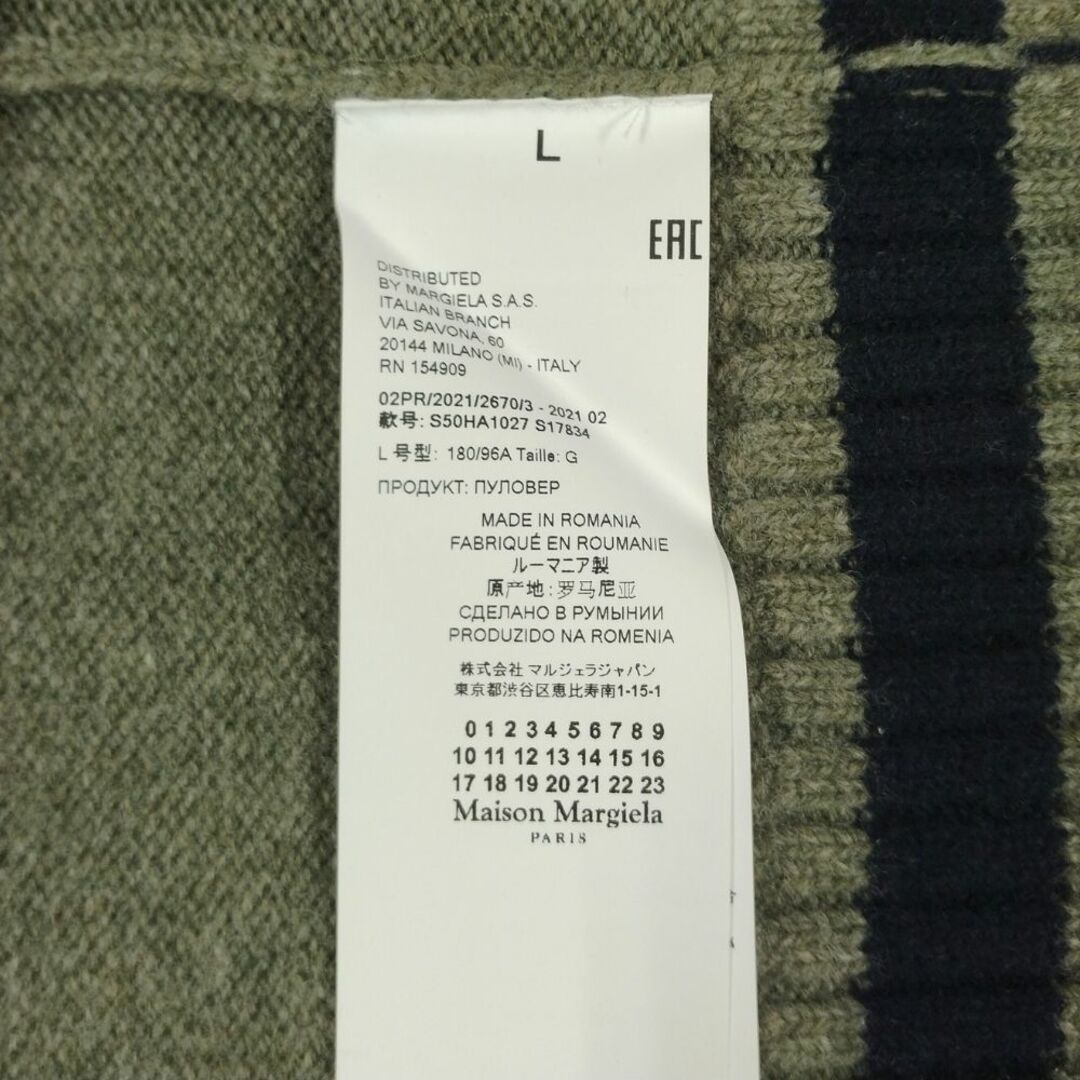 L
EAC
DISTRIBUTED
BY MARGIELA S.A.S.
ITALIAN BRANCH
VIA SAVONA, 60
20144 MILANO (MI) - ITALY
RN 154909
02PR/2021/2670/3 - 2021 02
款号: S50HA1027 S17834
L 号型: 180/96A Taille: G
ПРОДУКТ: ПУЛОВЕР
MADE IN ROMANIA
FABRIQUÉ EN ROUMANIE
ルーマニア製
原产地: 罗马尼亚
СДЕЛАНО В РУМЫНИИ
PRODUZIDO NA ROMENIA
株式会社 マルジェラジャパン
東京都渋谷区恵比寿南1-15-1
0 1 2 3 4 5 6 7 8 9
10 11 12 13 14 15 16
17 18 19 20 21 22 23
Maison Margiela
PARIS